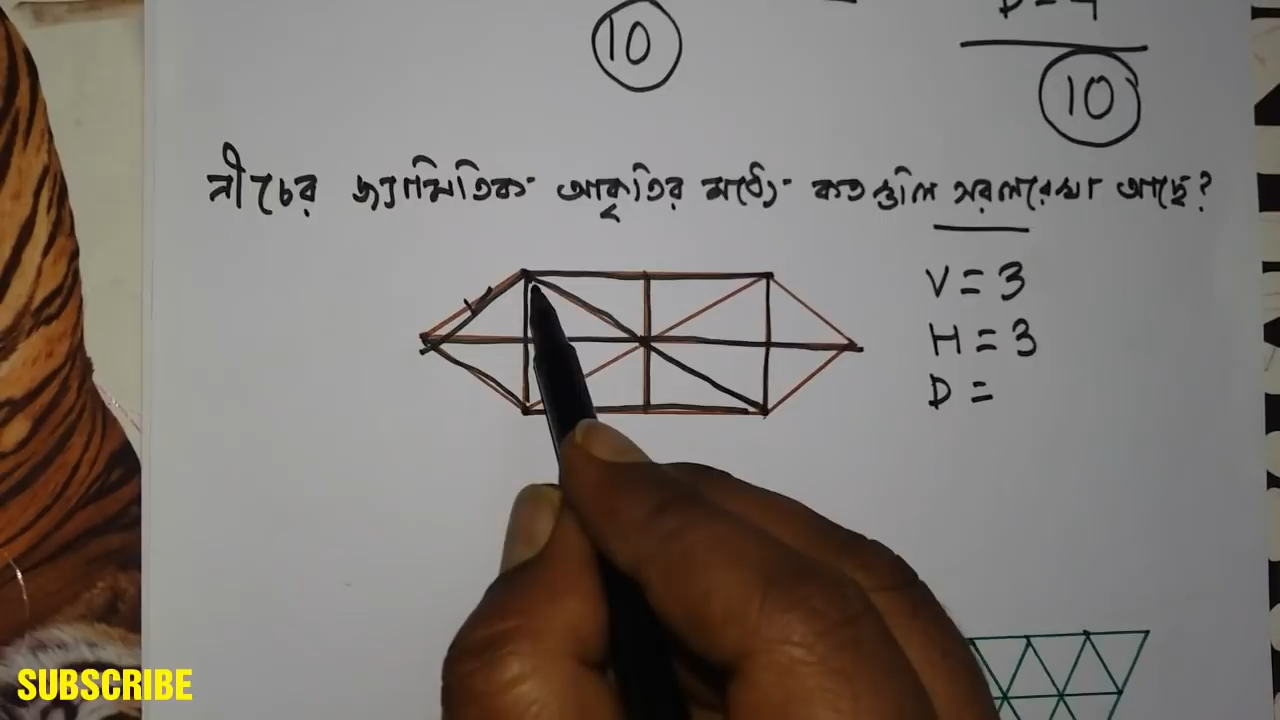 10
10
নীচের জ্যামিতিক আকৃতির মধ্যে কতগুলি সরলরেখা আছে?
V = 3
H = 3
D =
SUBSCRIBE